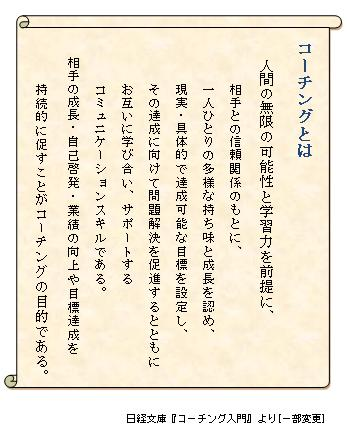 コーチングとは
人間の無限の可能性と学習力を前提に、
相手との信頼関係のもとに、
一人ひとりの多様な持ち味と成長を認め、
現実・具体的で達成可能な目標を設定し、
その達成に向けて問題解決を促進するとともに
お互いに学び合い、サポートする
コミュニケーションスキルである。
相手の成長・自己啓発・業績の向上や目標達成を
持続的に促すことがコーチングの目的である。
日経文庫『コーチング入門』より[一部変更]